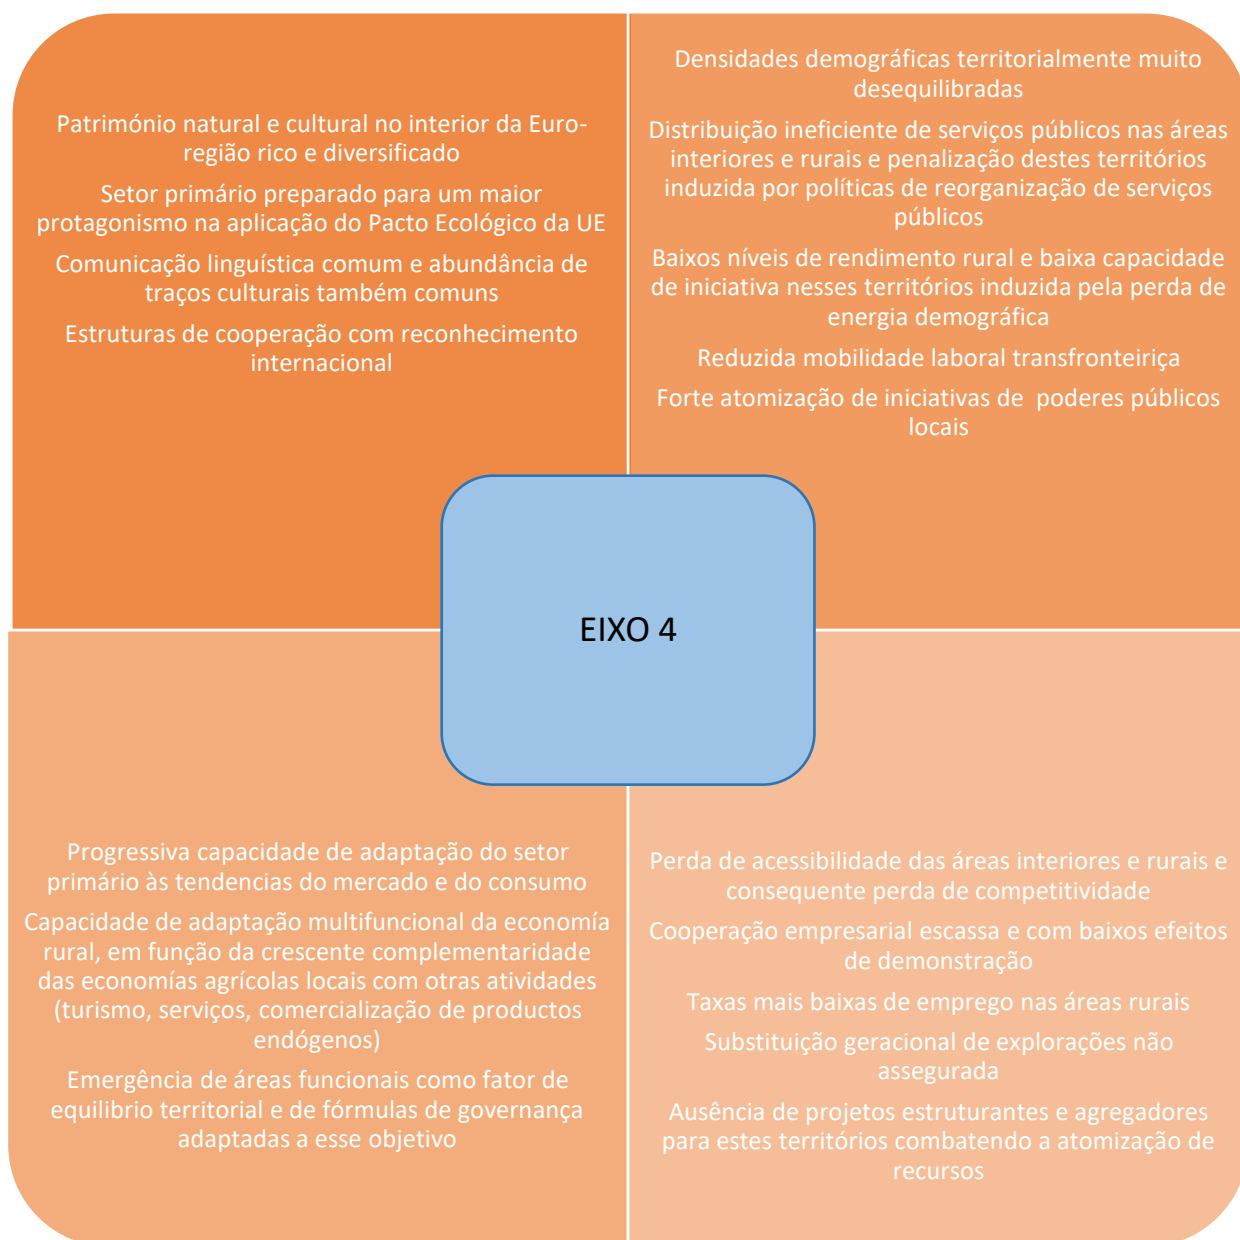 Património natural e cultural no interior da Euro-
região rico e diversificado
Setor primário preparado para um maior
protagonismo na aplicação do Pacto Ecológico da UE
Comunicação linguística comum e abundância de
traços culturais também comuns
Estruturas de cooperação com reconhecimento
internacional
Densidades demográficas territorialmente muito
desequilibradas
Distribuição ineficiente de serviços públicos nas áreas
interiores e rurais e penalização destes territórios
induzida por políticas de reorganização de serviços
públicos
Baixos níveis de rendimento rural e baixa capacidade
de iniciativa nesses territórios induzida pela perda de
energia demográfica
Reduzida mobilidade laboral transfronteiriça
Forte atomização de iniciativas de  poderes públicos
locais
EIXO 4
Progressiva capacidade de adaptação do setor
primário às tendencias do mercado e do consumo
Capacidade de adaptação multifuncional da economía
rural, em função da crescente complementaridade
das economías agrícolas locais com outras atividades
(turismo, serviços, comercialização de productos
endógenos)
Emergência de áreas funcionais como fator de
equilibrio territorial e de fórmulas de governança
adaptadas a esse objetivo
Perda de acessibilidade das áreas interiores e rurais e
consequente perda de competitividade
Cooperação empresarial escassa e com baixos efeitos
de demonstração
Taxas mais baixas de emprego nas áreas rurais
Substituição geracional de explorações não
assegurada
Ausência de projetos estruturantes e agregadores
para estes territórios combatendo a atomização de
recursos